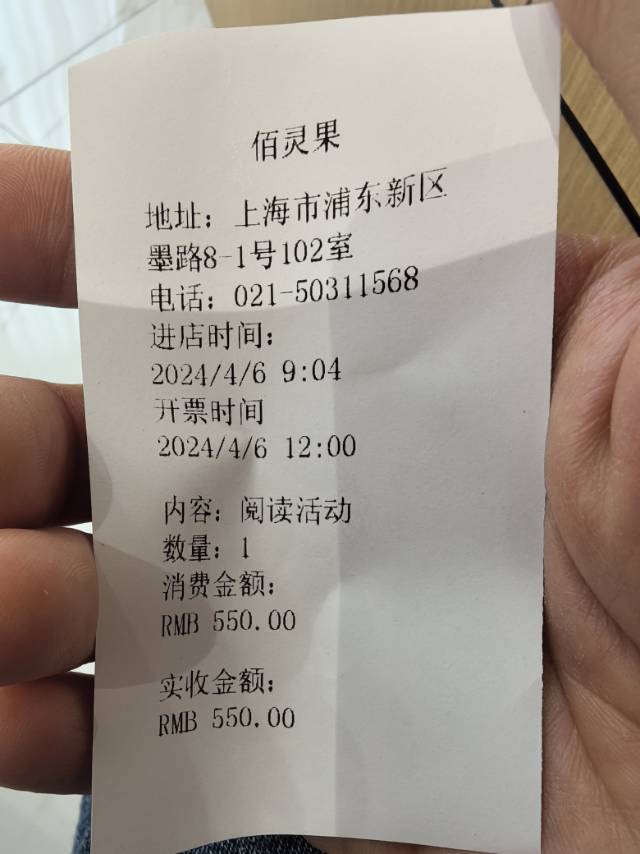 佰灵果
地址：上海市浦东新区
墨路8-1号102室
电话：021-50311568
进店时间：
2024/4/6 9:04
开票时间
2024/4/6 12:00
内容：阅读活动
数量：1
消费金额：
RMB 550.00
实收金额：
RMB 550.00